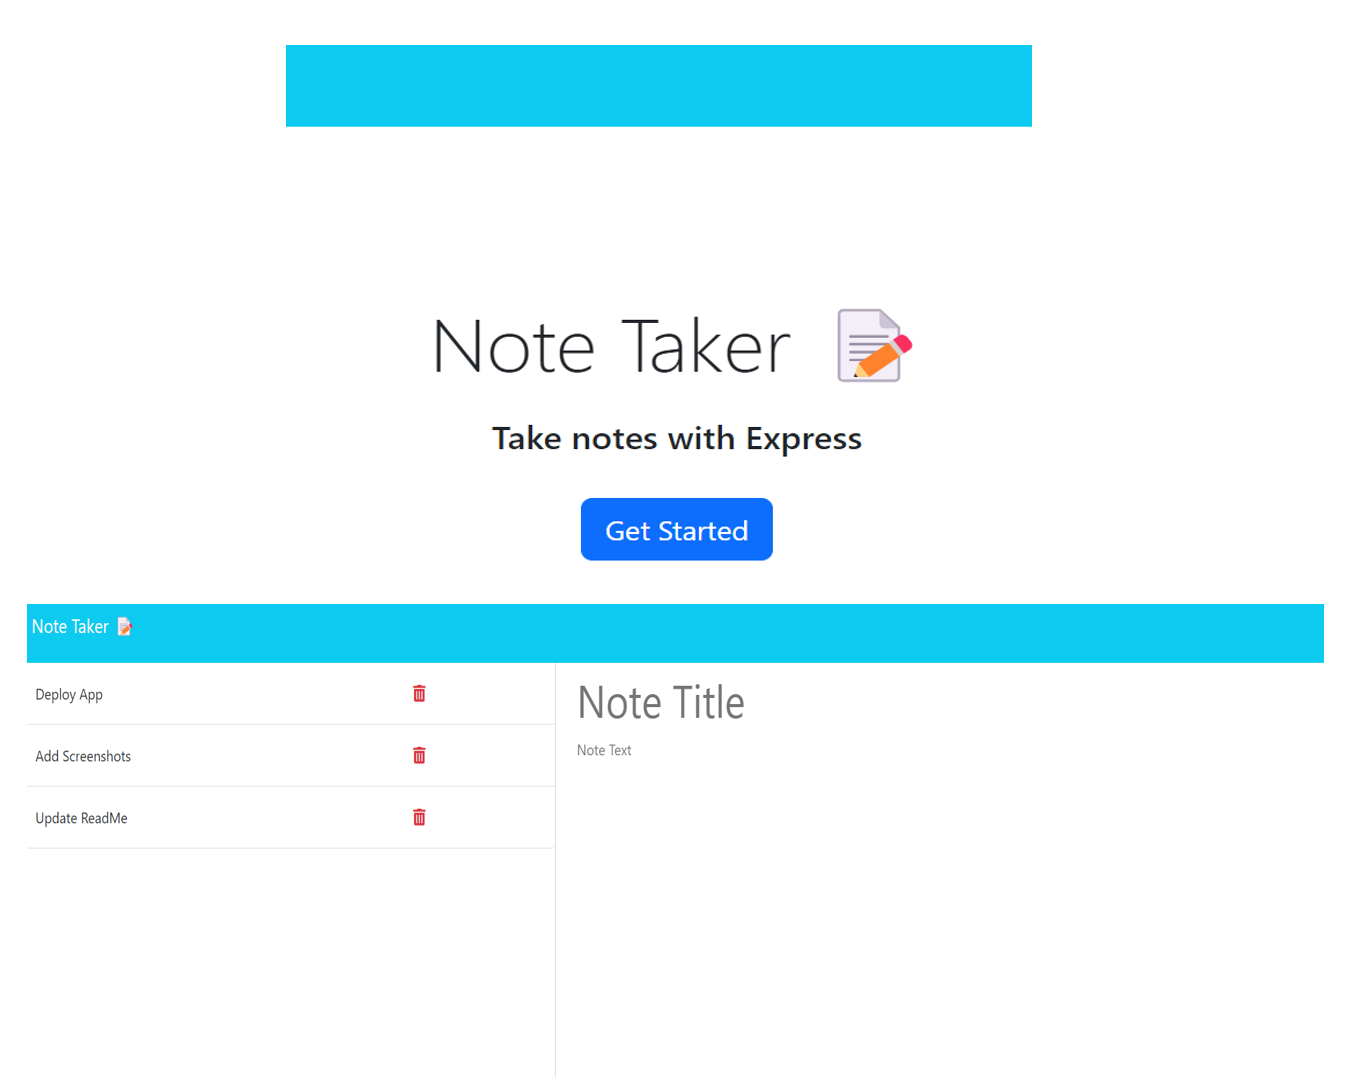 Note Taker
Take notes with Express
Get Started
Note Taker
Deploy App
Add Screenshots
Update ReadMe
Note Title
Note Text